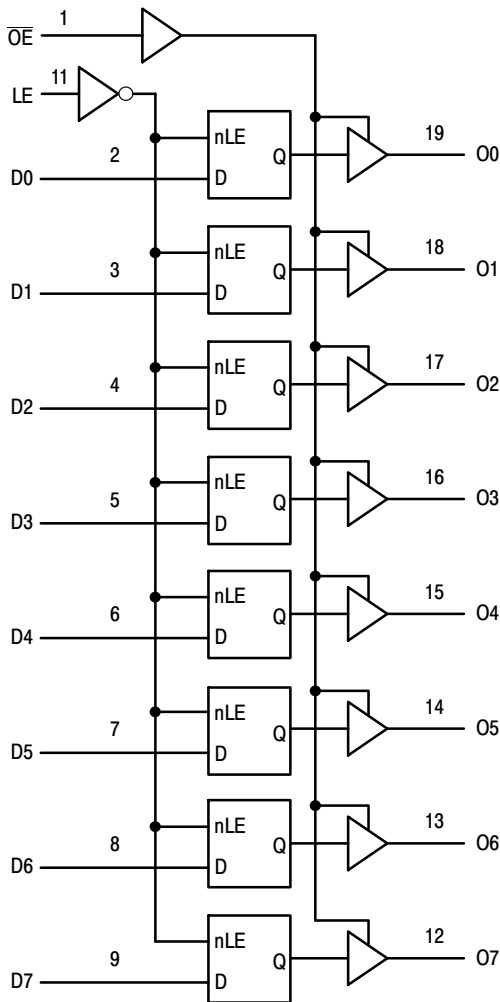 OE 1
LE 11
D0 2 nLE D Q 19 O0
D1 3 nLE D Q 18 O1
D2 4 nLE D Q 17 O2
D3 5 nLE D Q 16 O3
D4 6 nLE D Q 15 O4
D5 7 nLE D Q 14 O5
D6 8 nLE D Q 13 O6
D7 9 nLE D Q 12 O7